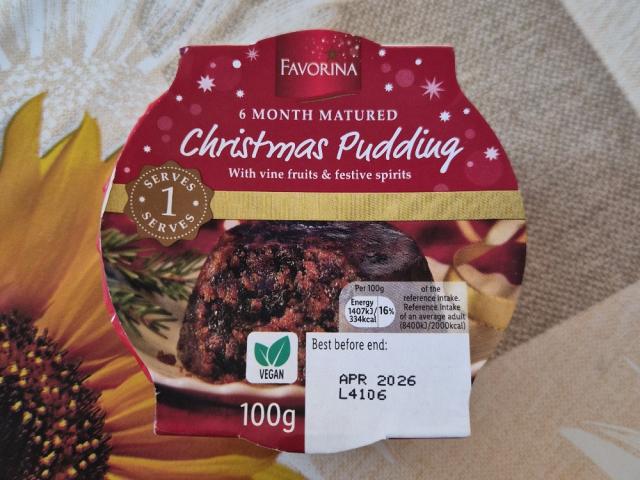 FAVORINA
6 MONTH MATURED
Christmas Pudding
With vine fruits & festive spirits
SERVES
1
SERVES
Per 100g
Energy
1407kJ/
334kcal
16%
of the
reference intake.
Reference Intake
of an average adult
(8400kJ/2000kcal)
VEGAN
Best before end:
APR 2026
L4106
100g